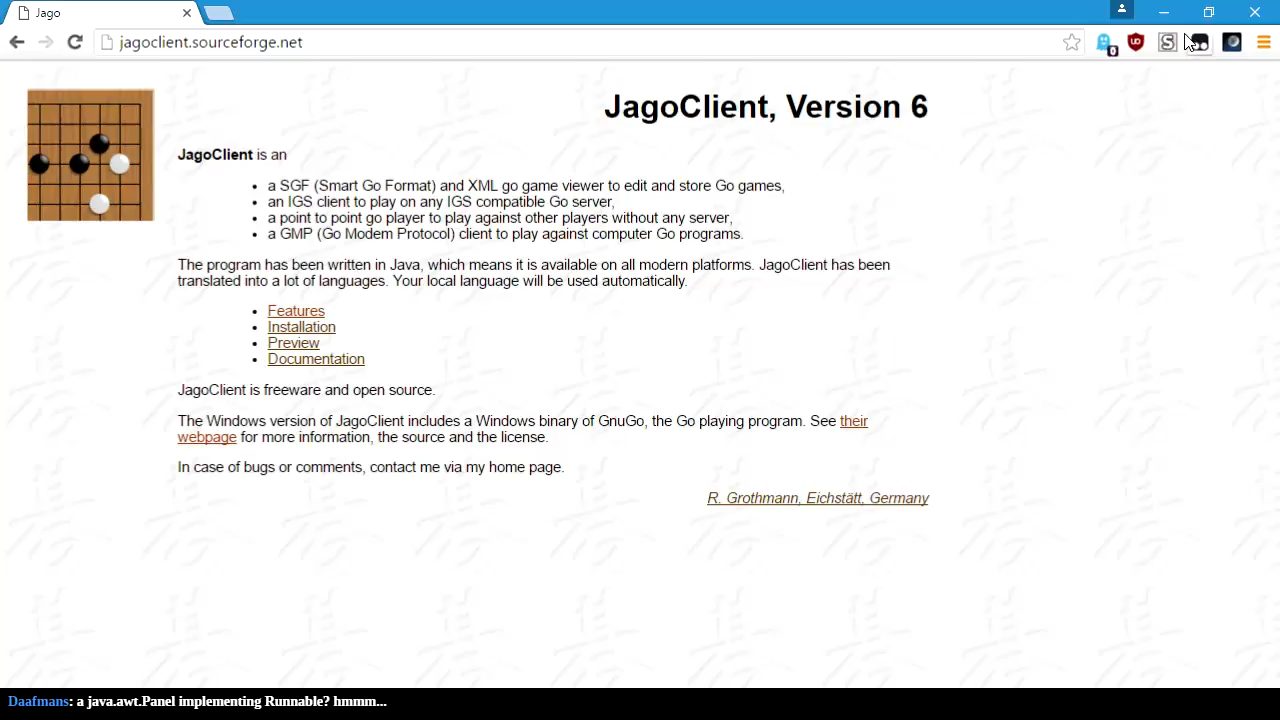 Jago
jagoclient.sourceforge.net
0
JagoClient, Version 6
JagoClient is an
a SGF (Smart Go Format) and XML go game viewer to edit and store Go games,
an IGS client to play on any IGS compatible Go server,
a point to point go player to play against other players without any server,
a GMP (Go Modem Protocol) client to play against computer Go programs.
The program has been written in Java, which means it is available on all modern platforms. JagoClient has been
translated into a lot of languages. Your local language will be used automatically.
Features
Installation
Preview
Documentation
JagoClient is freeware and open source.
The Windows version of JagoClient includes a Windows binary of GnuGo, the Go playing program. See their
webpage for more information, the source and the license.
In case of bugs or comments, contact me via my home page.
R. Grothmann, Eichstätt, Germany
Daafmans: a java.awt.Panel implementing Runnable? hmmm...